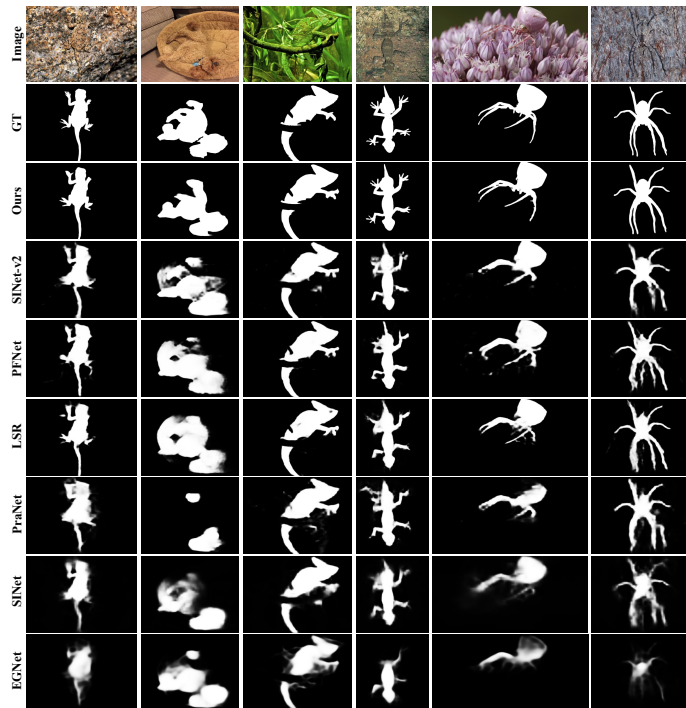 Image
GT
Ours
SINet-v2
PFNet
LSR
PraNet
SINet
EGNet